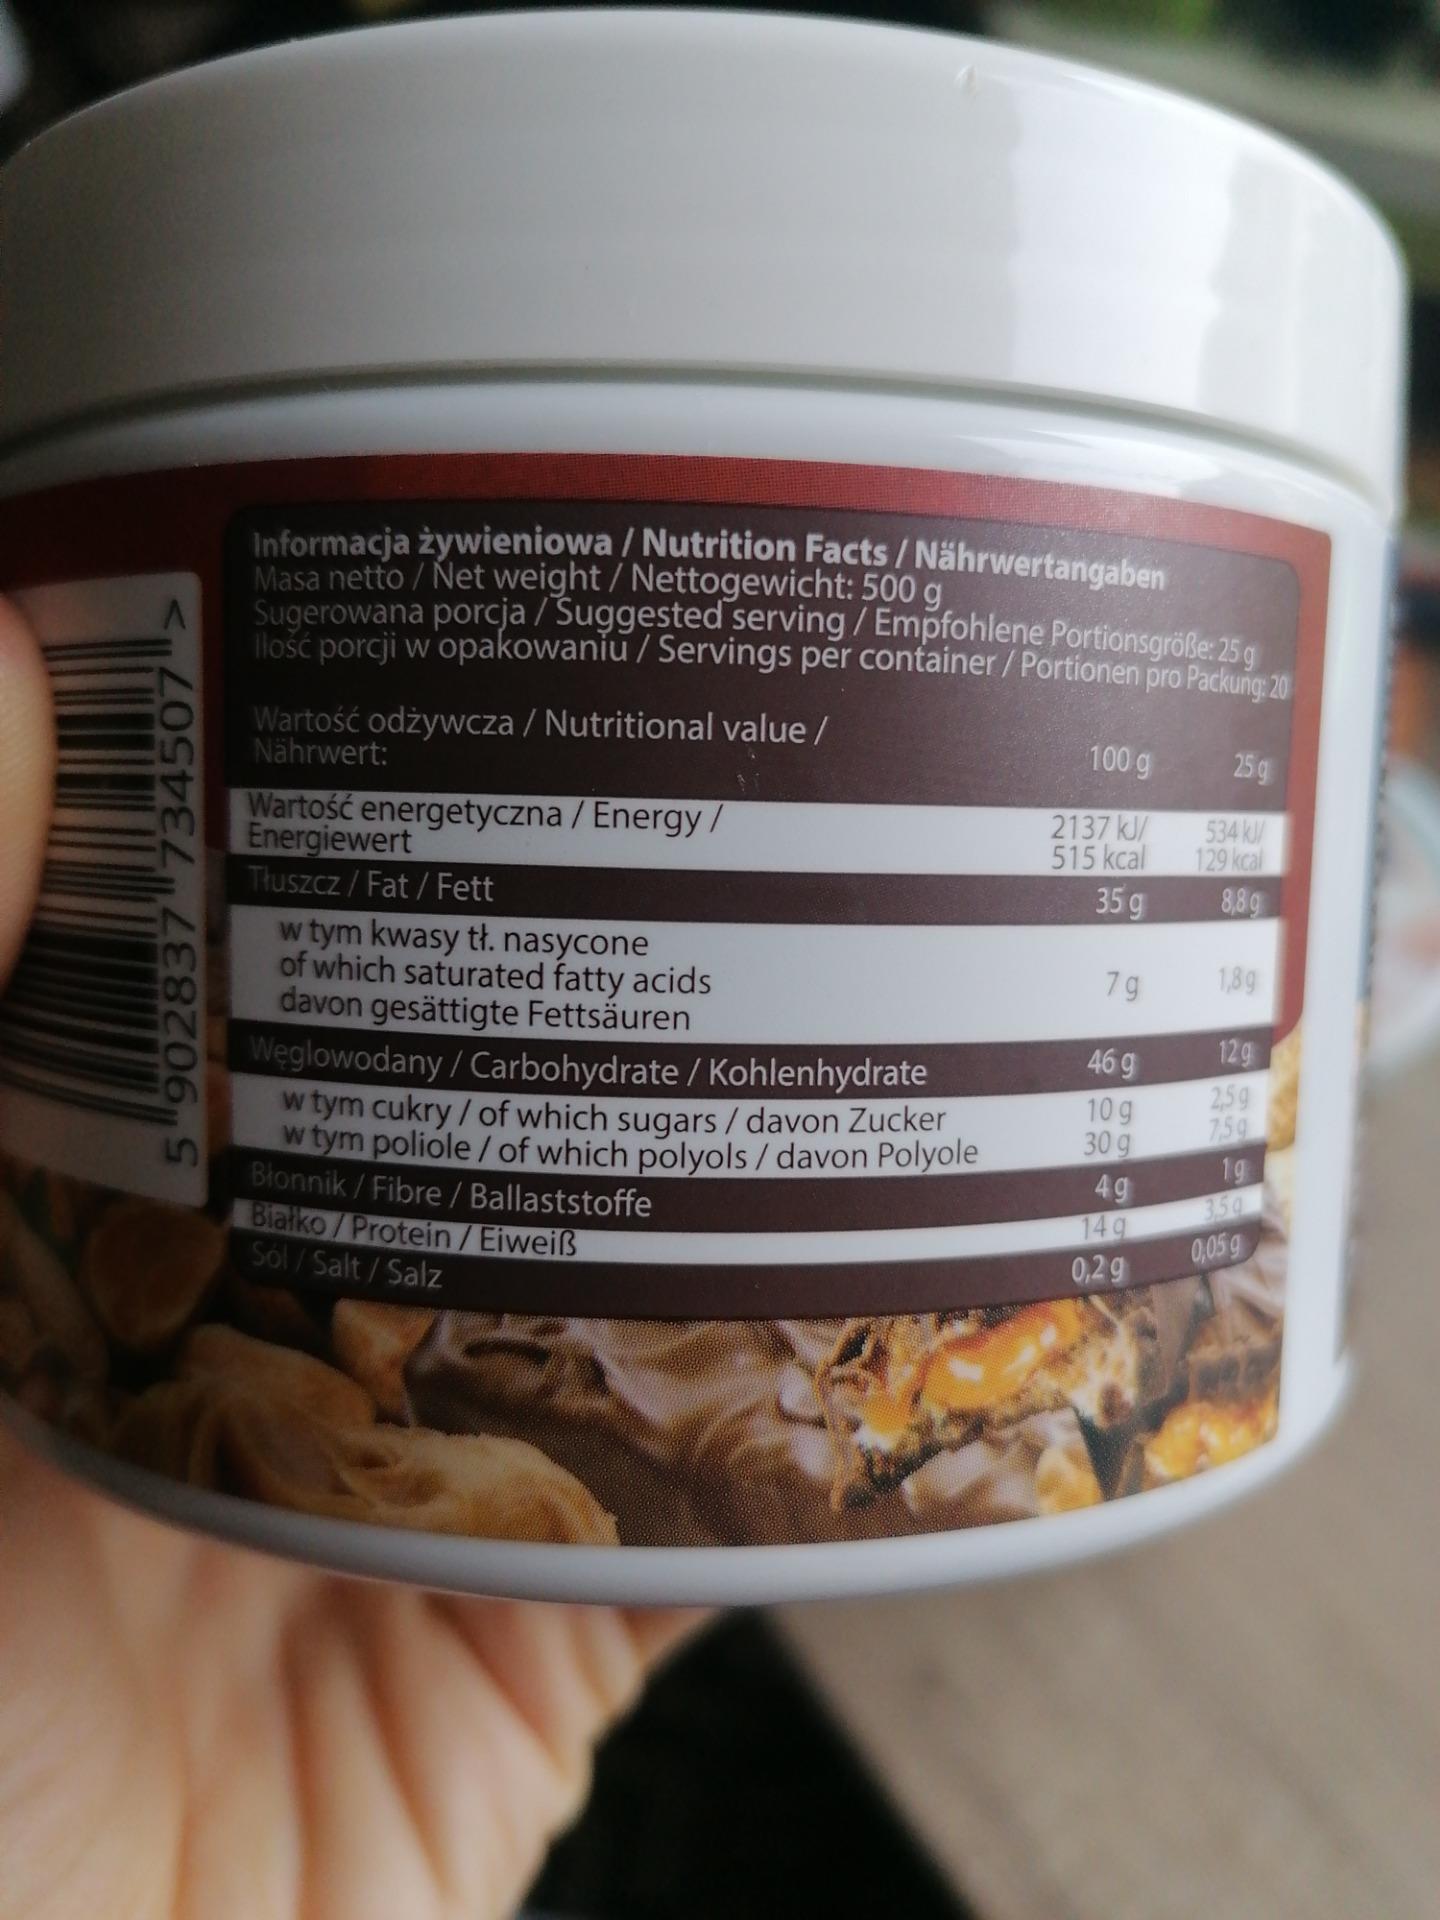 Informacja żywieniowa / Nutrition Facts / Nährwertangaben
Masa netto / Net weight / Nettogewicht: 500 g
Sugerowana porcja / Suggested serving / Empfohlene Portionsgröße: 25 g
Ilość porcji w opakowaniu / Servings per container / Portionen pro Packung: 20
Wartość odżywcza / Nutritional value /
Nährwert: 100 g 25 g
Wartość energetyczna / Energy / 2137 kJ/ 534 kJ/
Energiewert 515 kcal 129 kcal
Tłuszcz / Fat / Fett 35 g 8,8 g
w tym kwasy tł. nasycone
of which saturated fatty acids 7 g 1,8 g
davon gesättigte Fettsäuren
Węglowodany / Carbohydrate / Kohlenhydrate 46 g 12 g
w tym cukry / of which sugars / davon Zucker 10 g 2,5 g
w tym poliole / of which polyols / davon Polyole 30 g 7,5 g
Błonnik / Fibre / Ballaststoffe 4 g 1 g
Białko / Protein / Eiweiß 14 g 3,5 g
Sól / Salt / Salz 0,2 g 0,05 g
5 902837 734507 >